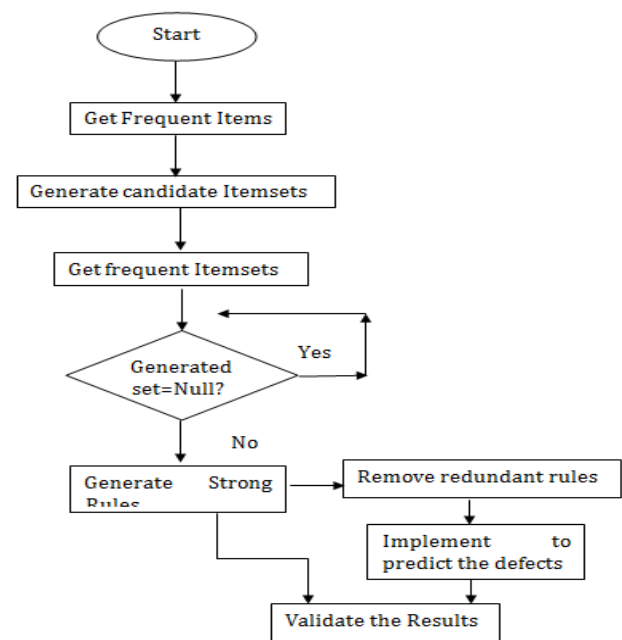 Start
Get Frequent Items
Generate candidate Itemsets
Get frequent Itemsets
Generated
set=Null?
Yes
No
Generate Strong
Rules
Remove redundant rules
Implement to
predict the defects
Validate the Results